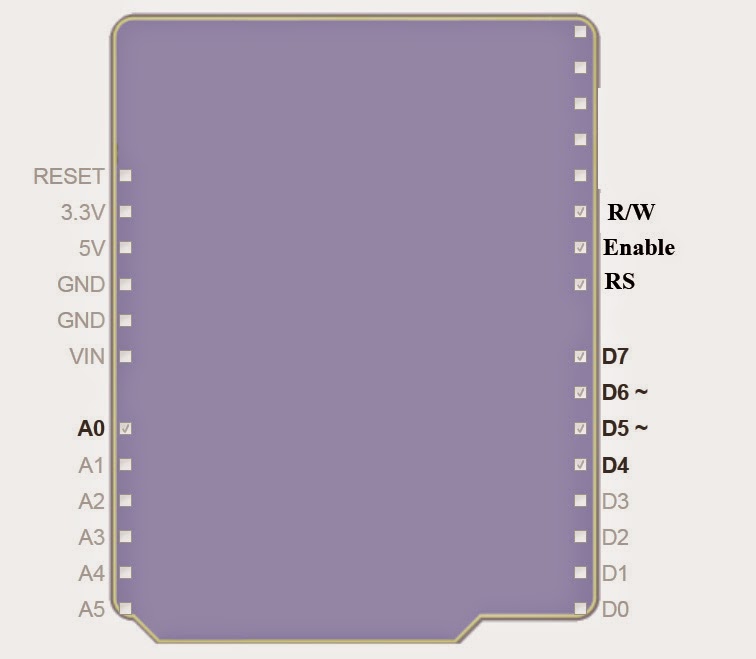 RESET
3.3V
5V
GND
GND
VIN
A0
A1
A2
A3
A4
A5
R/W
Enable
RS
D7
D6 ~
D5 ~
D4
D3
D2
D1
D0